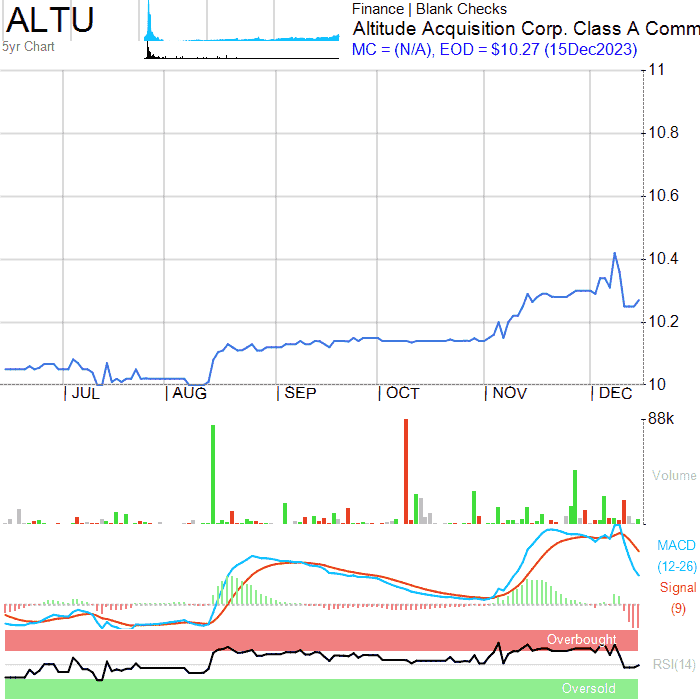 ALTU
5yr Chart
Finance | Blank Checks
Altitude Acquisition Corp. Class A Comm
MC = (N/A), EOD = $10.27 (15Dec2023)
11
10.8
10.6
10.4
10.2
10
| JUL | AUG | SEP | OCT | NOV | DEC
88k
Volume
MACD
(12-26)
Signal
(9)
Overbought
RSI(14)
Oversold